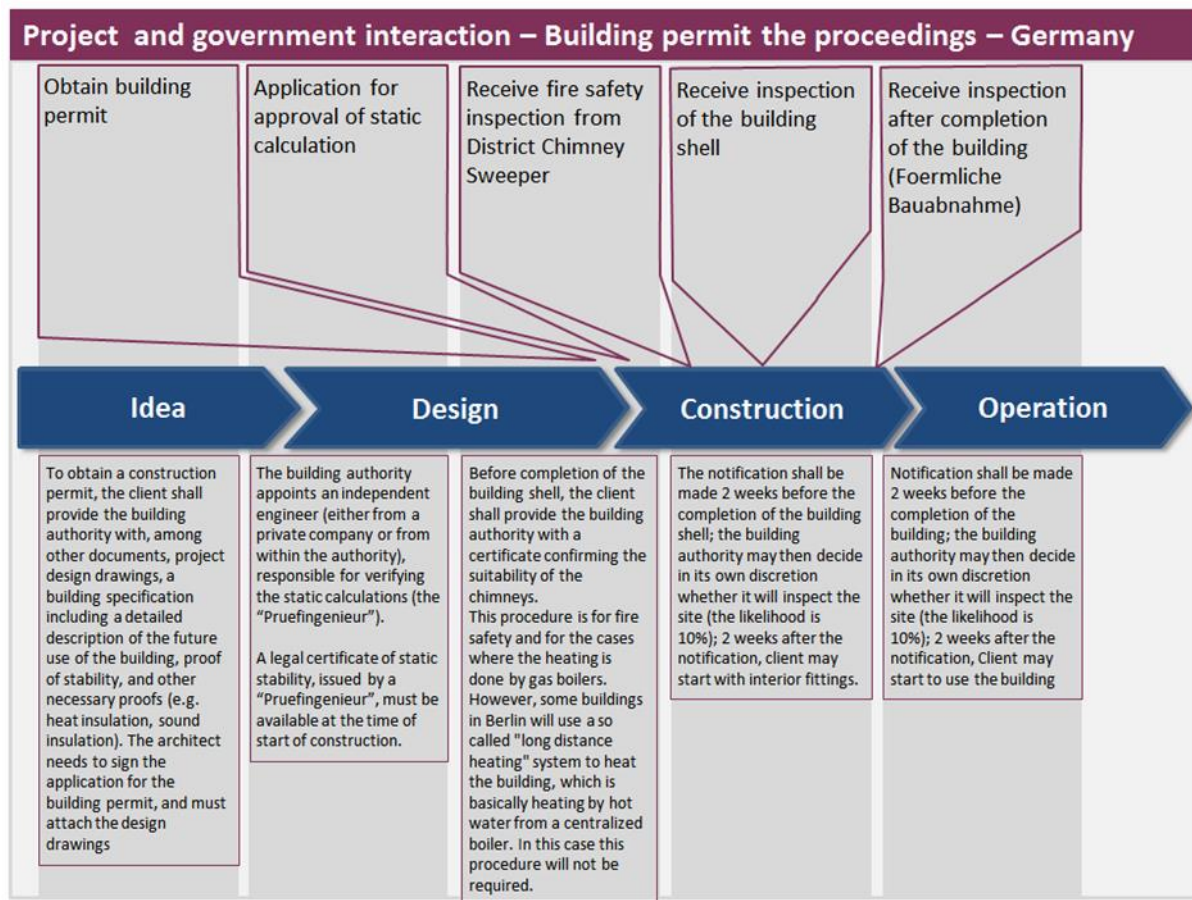 Project and government interaction – Building permit the proceedings – Germany
Obtain building
permit
Application for
approval of static
calculation
Receive fire safety
inspection from
District Chimney
Sweeper
Receive inspection
of the building
shell
Receive inspection
after completion
of the building
(Foermliche
Bauabnahme)
Idea
Design
Construction
Operation
To obtain a construction
permit, the client shall
provide the building
authority with, among
other documents, project
design drawings, a
building specification
including a detailed
description of the future
use of the building, proof
of stability, and other
necessary proofs (e.g.
heat insulation, sound
insulation). The architect
needs to sign the
application for the
building permit, and must
attach the design
drawings
The building authority
appoints an independent
engineer (either from a
private company or from
within the authority),
responsible for verifying
the static calculations (the
“Pruefingenieur”).
A legal certificate of static
stability, issued by a
“Pruefingenieur”, must be
available at the time of
start of construction.
Before completion of the
building shell, the client
shall provide the building
authority with a
certificate confirming the
suitability of the
chimneys.
This procedure is for fire
safety and for the cases
where the heating is
done by gas boilers.
However, some buildings
in Berlin will use a so
called "long distance
heating" system to heat
the building, which is
basically heating by hot
water from a centralized
boiler. In this case this
procedure will not be
required.
The notification shall be
made 2 weeks before the
completion of the building
shell; the building
authority may then decide
in its own discretion
whether it will inspect the
site (the likelihood is
10%); 2 weeks after the
notification, client may
start with interior fittings.
Notification shall be made
2 weeks before the
completion of the
building; the building
authority may then decide
in its own discretion
whether it will inspect the
site (the likelihood is
10%); 2 weeks after the
notification, Client may
start to use the building